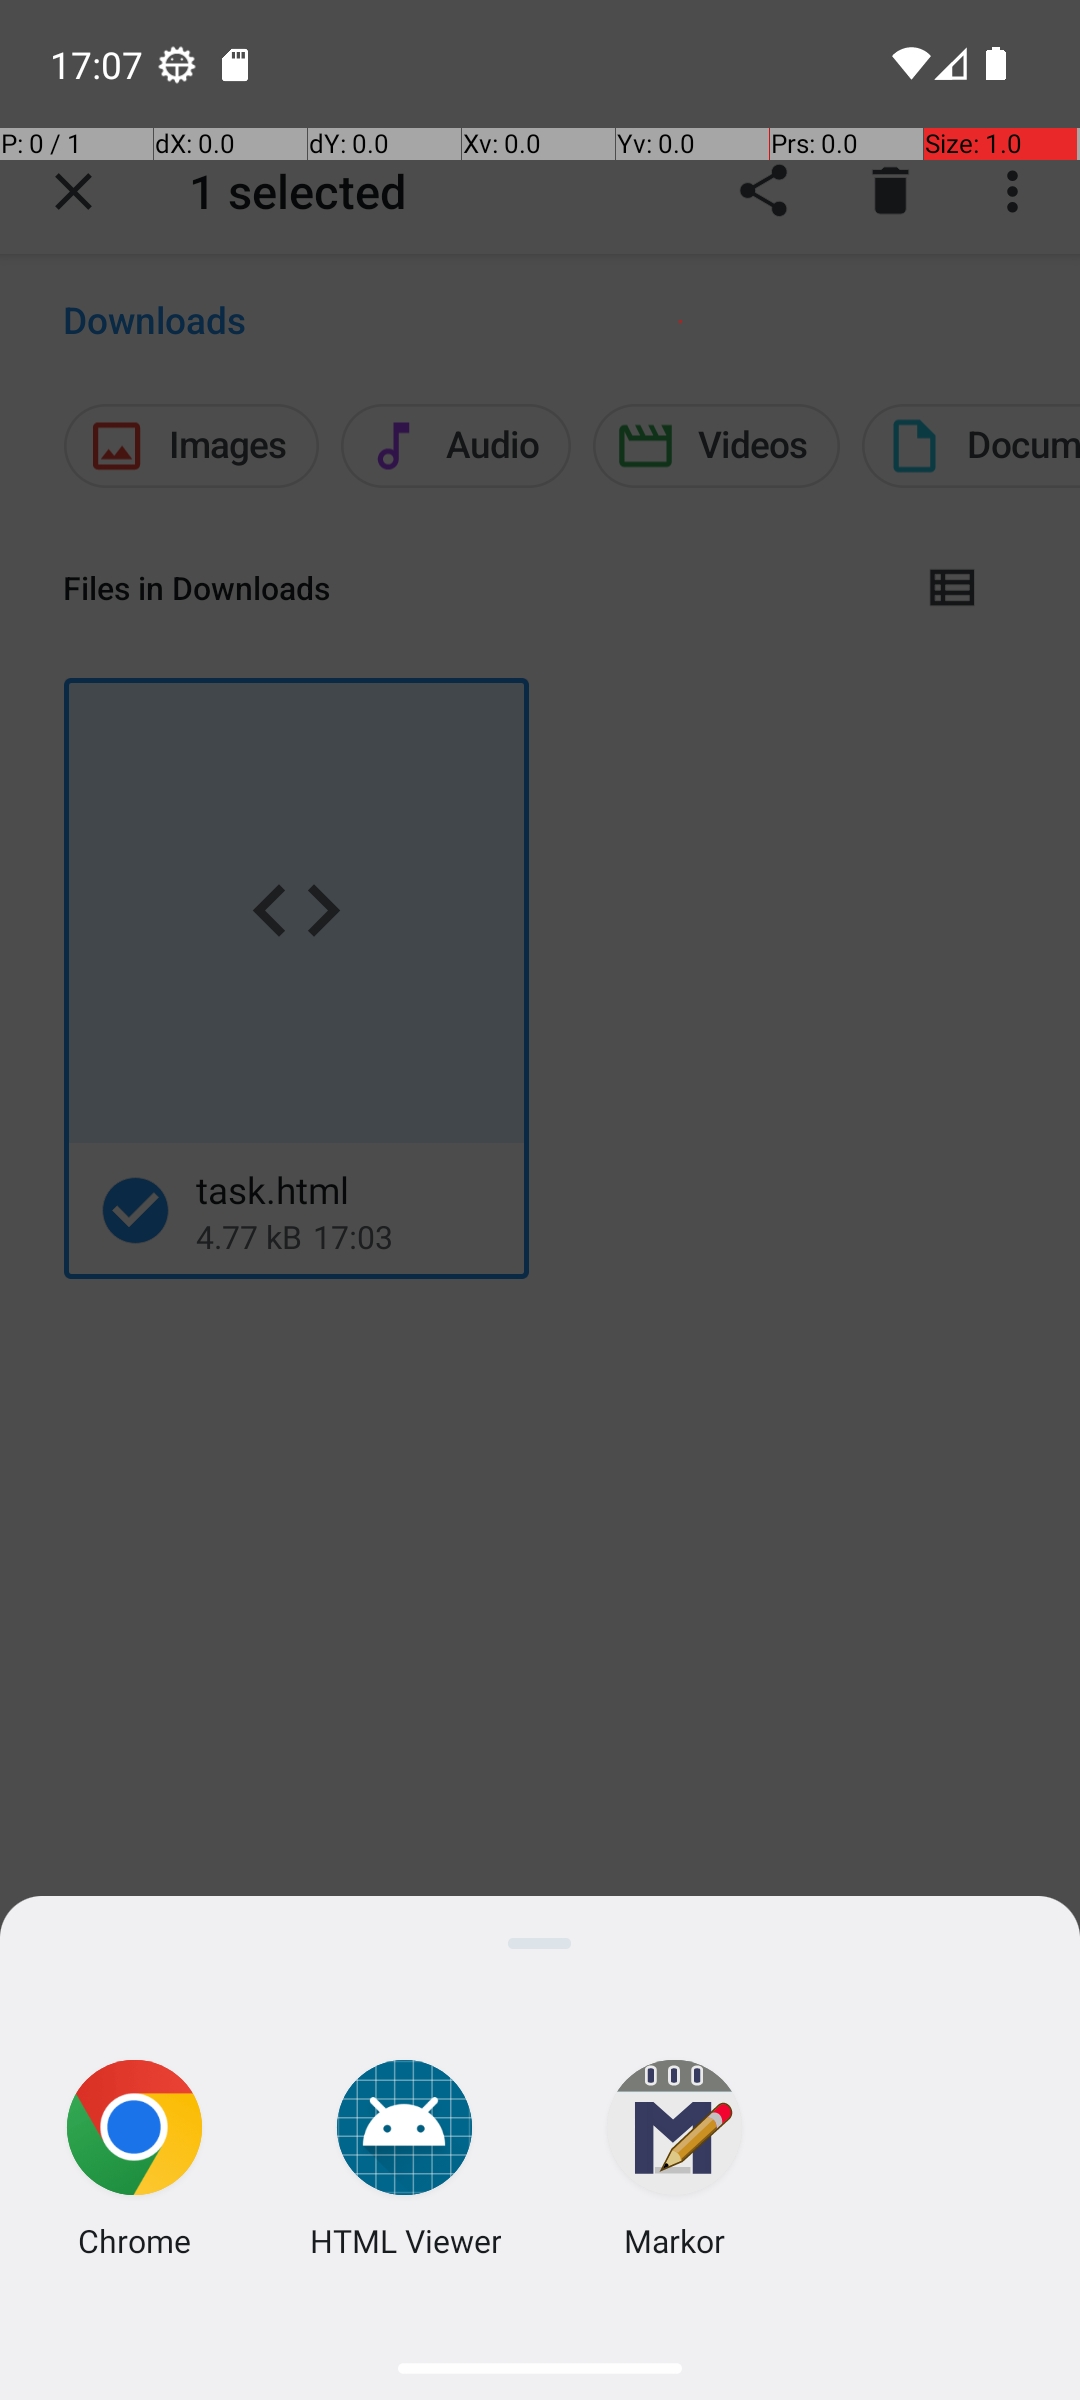 17:07
P: 0 / 1 dX: 0.0 dY: 0.0 Xv: 0.0 Yv: 0.0 Prs: 0.0 Size: 1.0
1 selected
Downloads
Images Audio Videos Docum
Files in Downloads
task.html
4.77 kB 17:03
Chrome HTML Viewer Markor